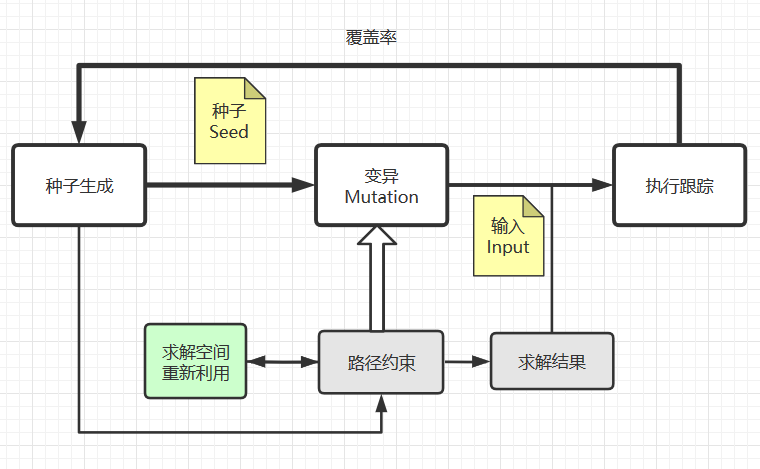 覆盖率
种子
Seed
种子生成
变异
Mutation
执行跟踪
输入
Input
求解空间
重新利用
路径约束
求解结果